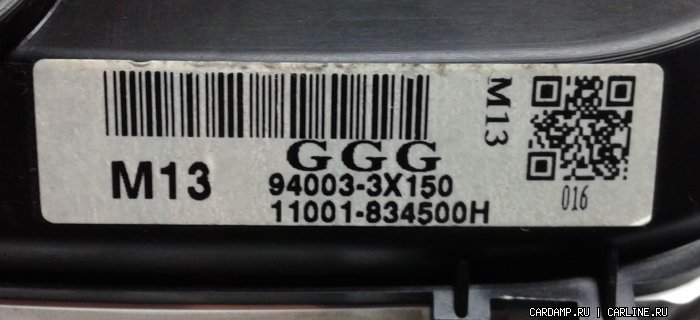 GGG
M13
94003-3X150
11001-834500H
M13
016
CARDAMP.RU | CARLINE.RU